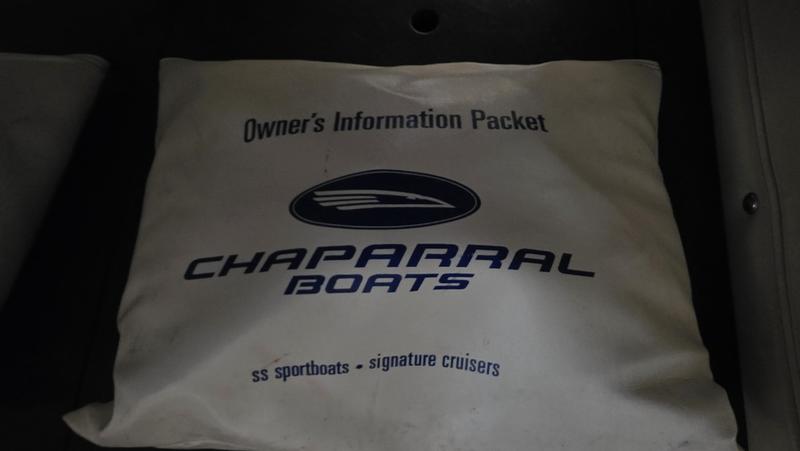 Owner's Information Packet
CHAPARRAL
BOATS
ss sportboats • signature cruisers